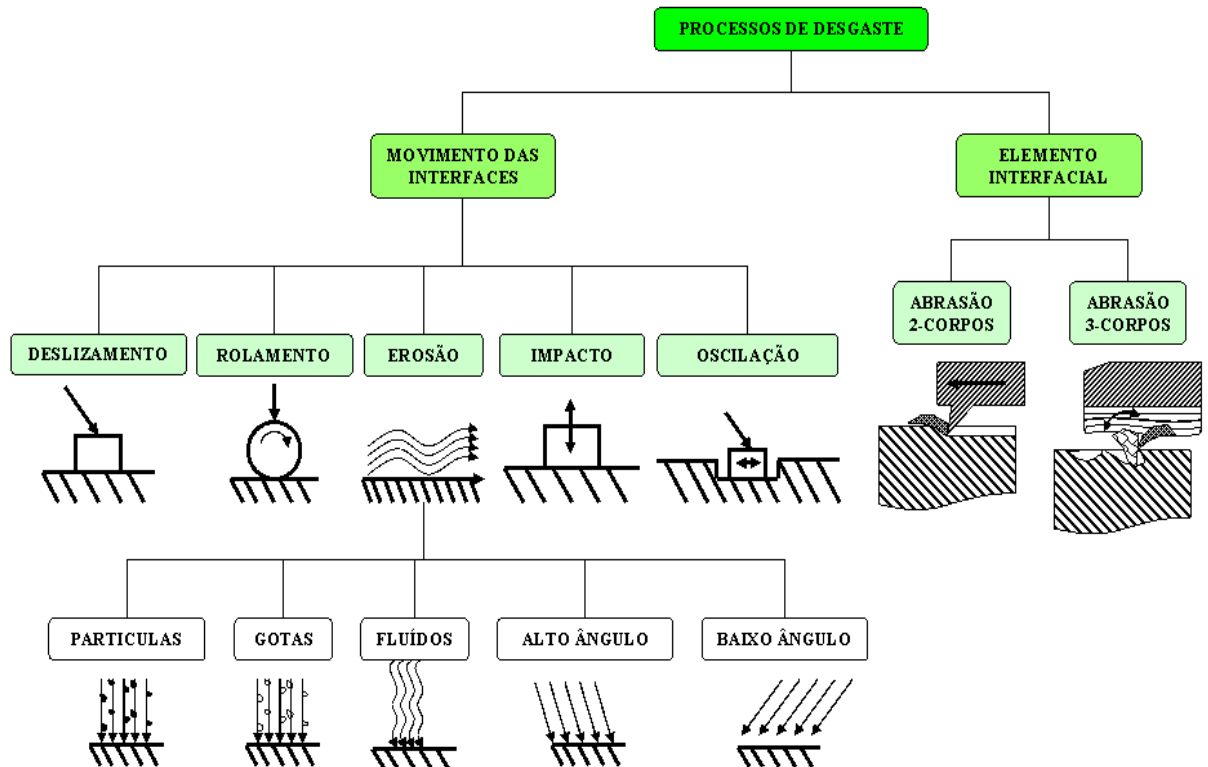 PROCESSOS DE DESGASTE
MOVIMENTO DAS
INTERFACES
ELEMENTO
INTERFACIAL
ABRASÃO
2-CORPOS
ABRASÃO
3-CORPOS
DESLIZAMENTO
ROLAMENTO
EROSÃO
IMPACTO
OSCILAÇÃO
PARTICULAS
GOTAS
FLUÍDOS
ALTO ÂNGULO
BAIXO ÂNGULO